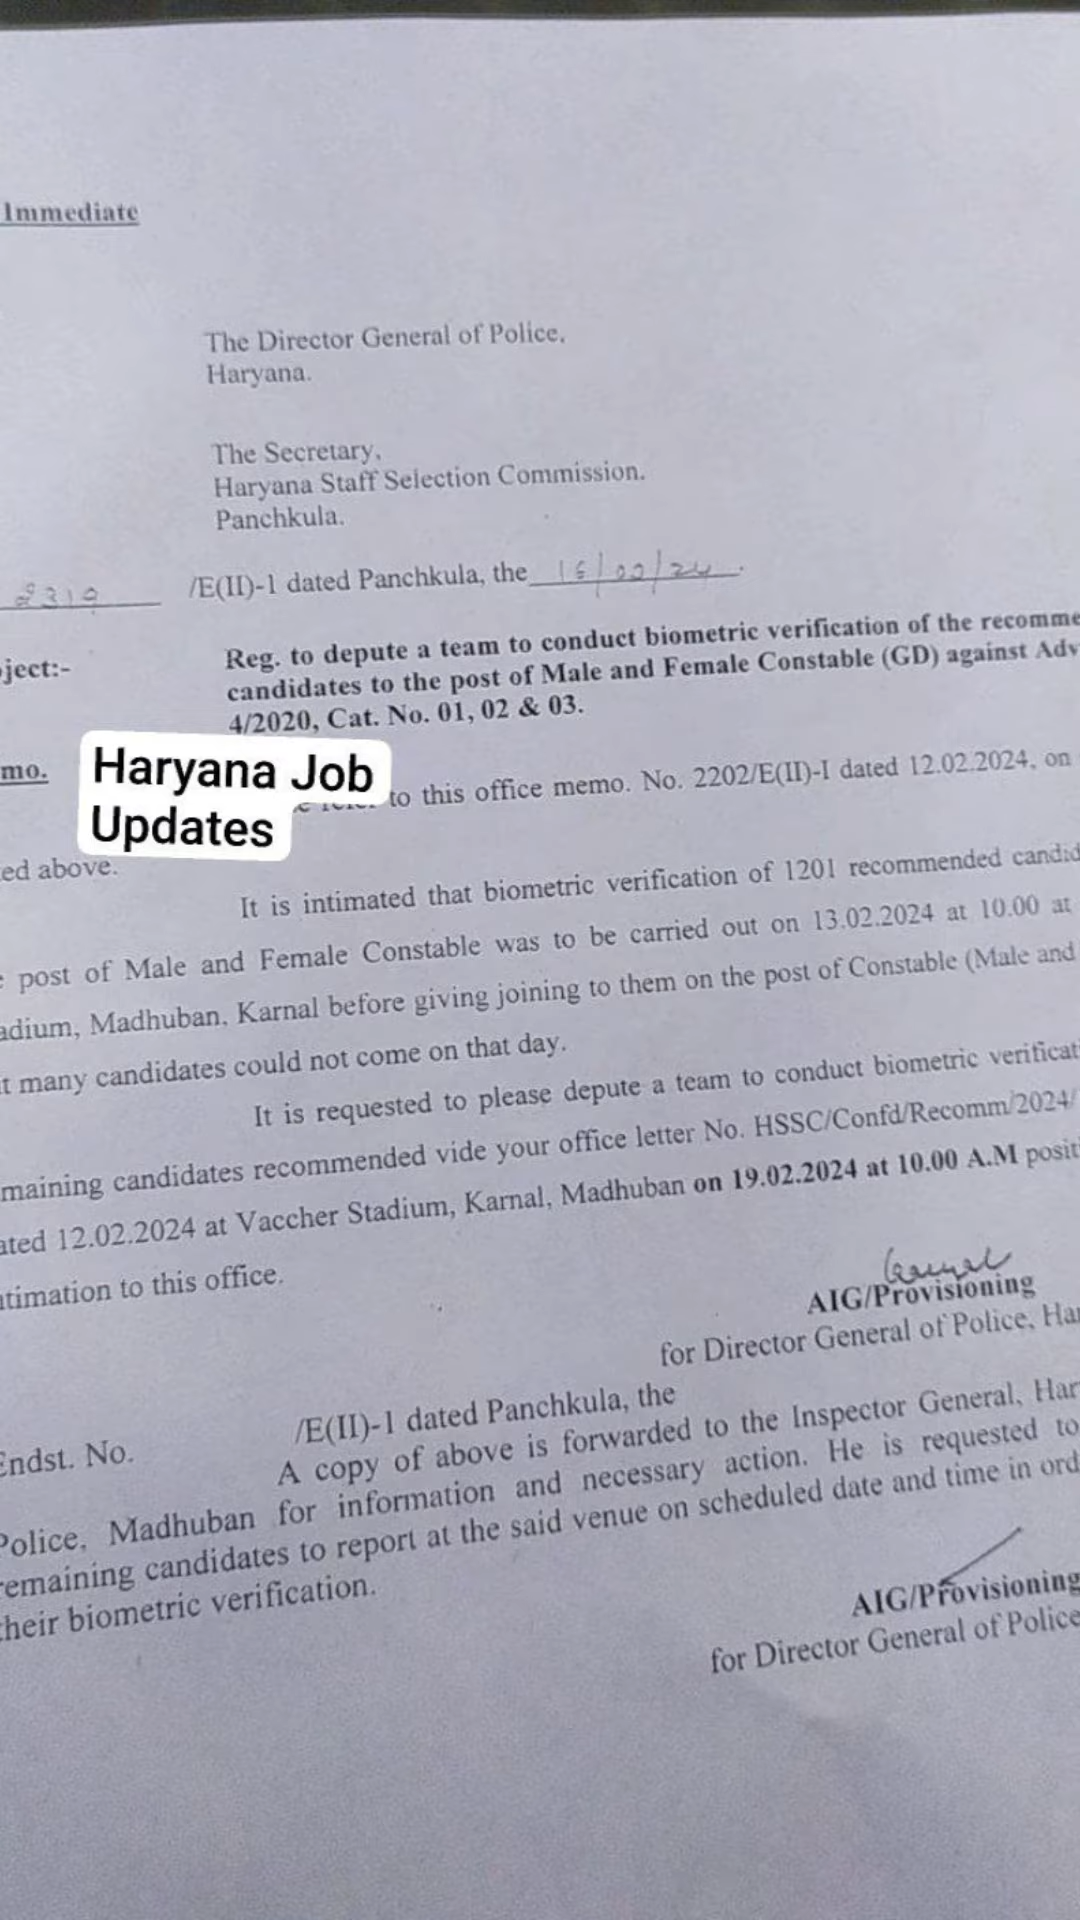 Immediate
The Director General of Police,
Haryana.
The Secretary,
Haryana Staff Selection Commission.
Panchkula.
2319 /E(II)-1 dated Panchkula, the
ject:- Reg. to depute a team to conduct biometric verification of the recomme
candidates to the post of Male and Female Constable (GD) against Adv
4/2020, Cat. No. 01, 02 & 03.
mo. Haryana Job
Updates
to this office memo. No. 2202/E(II)-I dated 12.02.2024, on
ed above.
It is intimated that biometric verification of 1201 recommended candid
post of Male and Female Constable was to be carried out on 13.02.2024 at 10.00 at
adium, Madhuban, Karnal before giving joining to them on the post of Constable (Male and
t many candidates could not come on that day.
It is requested to please depute a team to conduct biometric verificati
maining candidates recommended vide your office letter No. HSSC/Confd/Recomm/2024/
ated 12.02.2024 at Vaccher Stadium, Karnal, Madhuban on 19.02.2024 at 10.00 A.M posit
ntimation to this office.
AIG/Provisioning
for Director General of Police, Har
Endst. No. /E(II)-1 dated Panchkula, the
A copy of above is forwarded to the Inspector General, Har
Police, Madhuban for information and necessary action. He is requested to
remaining candidates to report at the said venue on scheduled date and time in ord
their biometric verification.
AIG/Provisioning
for Director General of Police